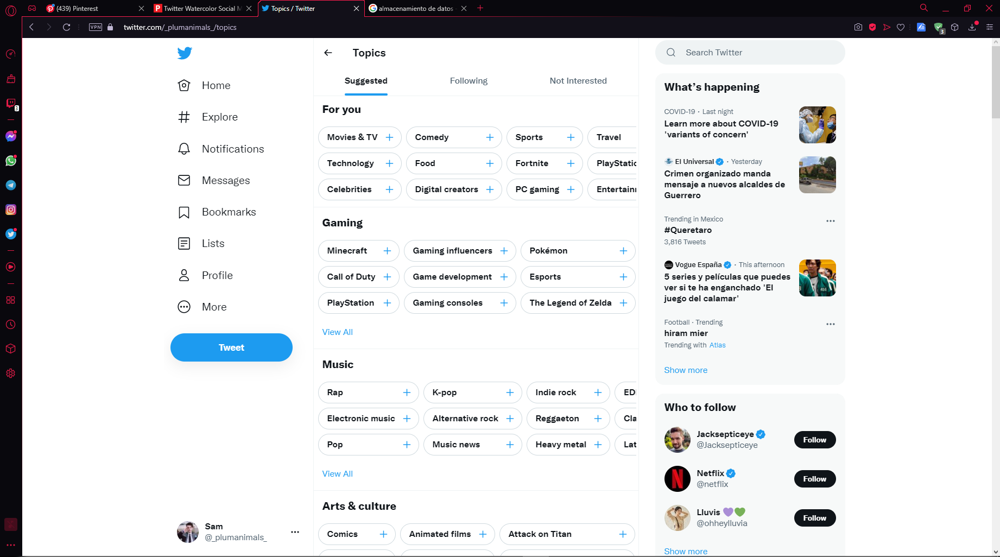 (439) Pinterest
Twitter Watercolor Social M
Topics / Twitter
almacenamiento de datos
VPN
twitter.com/_plumanimals_/topics
3
3
Home
Explore
Notifications
Messages
Bookmarks
Lists
Profile
More
Tweet
Sam
@_plumanimals_
Topics
Suggested
Following
Not Interested
For you
Movies & TV
Comedy
Sports
Travel
Technology
Food
Fortnite
PlayStatic
Celebrities
Digital creators
PC gaming
Entertain
Gaming
Minecraft
Gaming influencers
Pokémon
Call of Duty
Game development
Esports
PlayStation
Gaming consoles
The Legend of Zelda
View All
Music
Rap
K-pop
Indie rock
ED
Electronic music
Alternative rock
Reggaeton
Cla
Pop
Music news
Heavy metal
Lat
View All
Arts & culture
Comics
Animated films
Attack on Titan
Search Twitter
What's happening
COVID-19 · Last night
Learn more about COVID-19
'variants of concern'
El Universal · Yesterday
Crimen organizado manda
mensaje a nuevos alcaldes de
Guerrero
Trending in Mexico
#Queretaro
3,816 Tweets
Vogue España · This afternoon
5 series y películas que puedes
ver si te ha enganchado 'El
juego del calamar'
Football · Trending
hiram mier
Trending with Atlas
Show more
Who to follow
Jacksepticeye
@Jacksepticeye
Follow
Netflix
@netflix
Follow
Lluvis 💜💚
@ohheylluvia
Follow
Show more